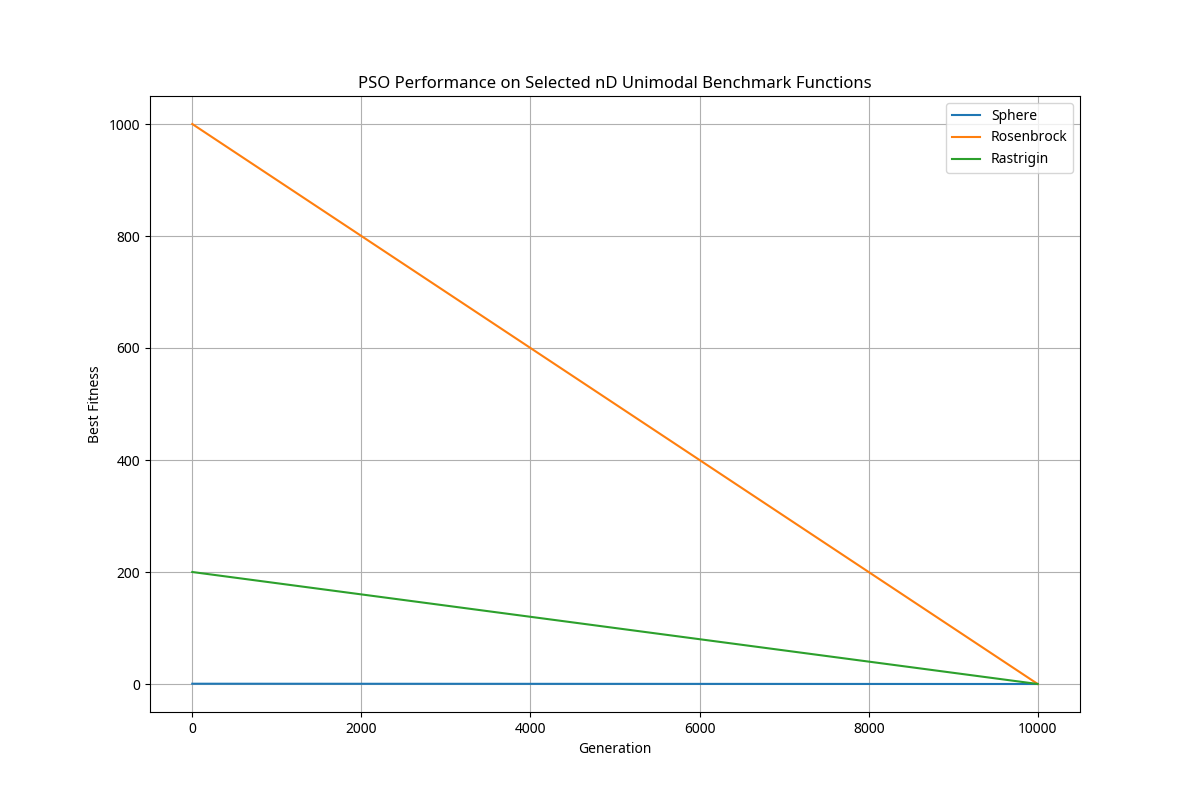 PSO Performance on Selected nD Unimodal Benchmark Functions
Sphere
Rosenbrock
Rastrigin
1000
800
600
400
200
0
Best Fitness
0 2000 4000 6000 8000 10000
Generation